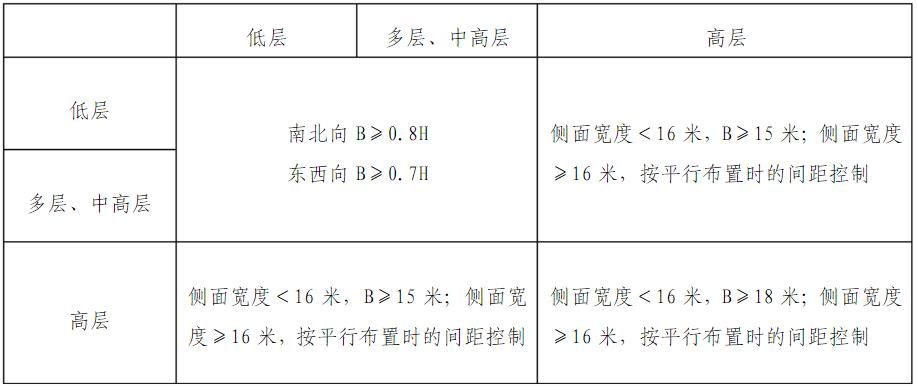 低层
多层、中高层
高层
低层
南北向 B≥0.8H
东西向 B≥0.7H
侧面宽度＜16 米，B≥15 米；侧面宽度
≥16 米，按平行布置时的间距控制
多层、中高层
高层
侧面宽度＜16 米，B≥15 米；侧面宽
度≥16 米，按平行布置时的间距控制
侧面宽度＜16 米，B≥18 米；侧面宽度
≥16 米，按平行布置时的间距控制